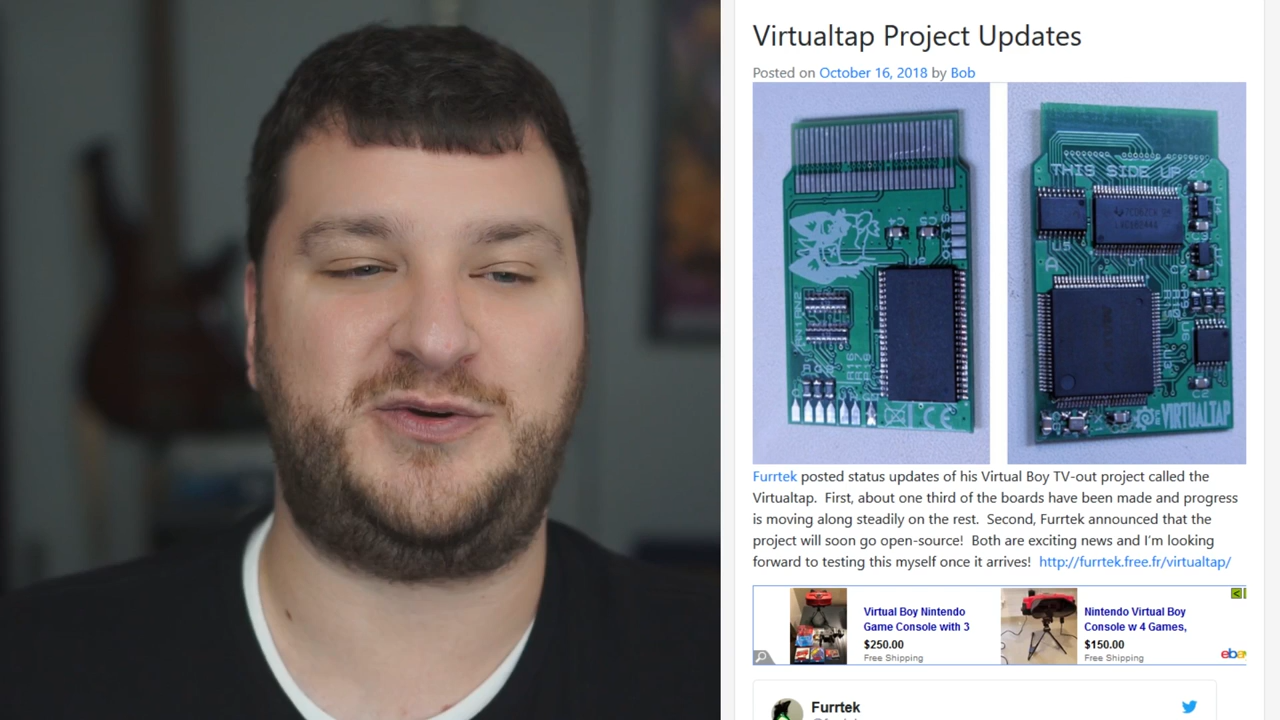 Virtualtap Project Updates
Posted on October 16, 2018 by Bob
THIS SIDE UP
VIRTUALTAP
Furrtek posted status updates of his Virtual Boy TV-out project called the
Virtualtap. First, about one third of the boards have been made and progress
is moving along steadily on the rest. Second, Furrtek announced that the
project will soon go open-source! Both are exciting news and I'm looking
forward to testing this myself once it arrives! http://furrtek.free.fr/virtualtap/
Virtual Boy Nintendo
Game Console with 3
$250.00
Free Shipping
Nintendo Virtual Boy
Console w 4 Games,
$150.00
Free Shipping
Furrtek